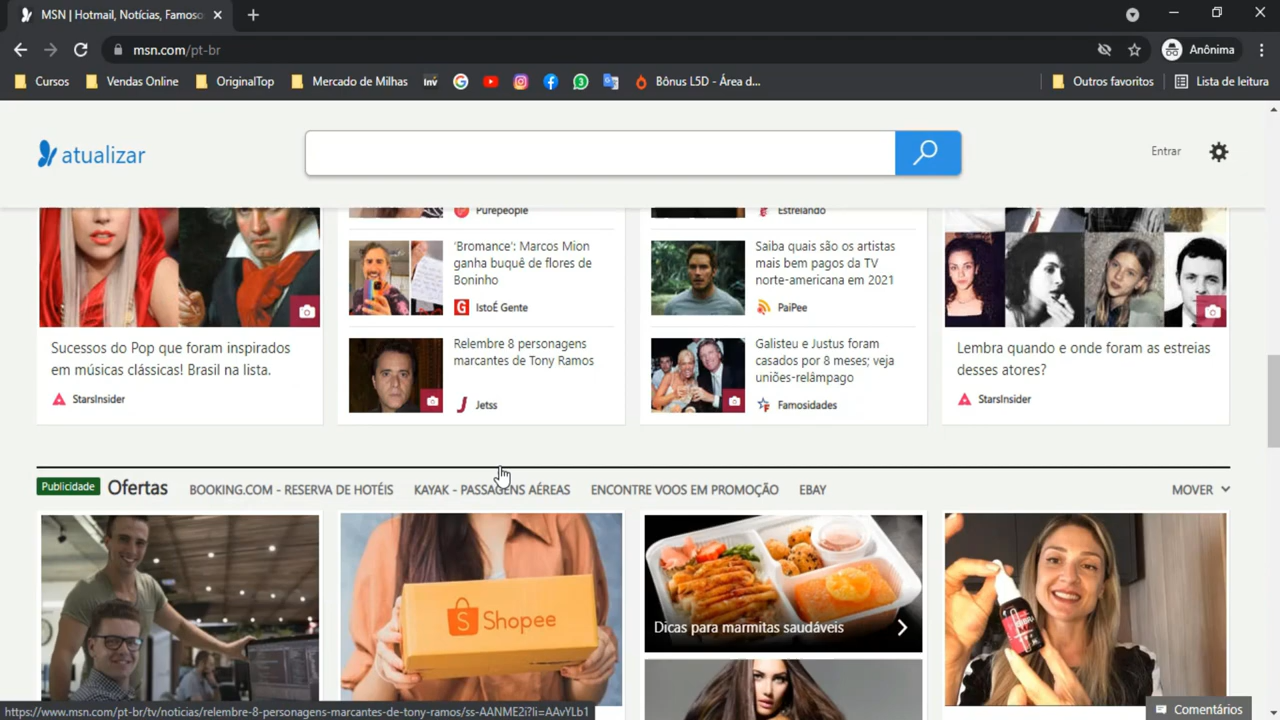 MSN | Hotmail, Notícias, Famoso
msn.com/pt-br
Anônima
Cursos
Vendas Online
OriginalTop
Mercado de Milhas
inv
Bônus L5D - Área d...
Outros favoritos
Lista de leitura
atualizar
Entrar
Purepeople
Estrelando
'Bromance': Marcos Mion
ganha buquê de flores de
Boninho
IstoÉ Gente
Saiba quais são os artistas
mais bem pagos da TV
norte-americana em 2021
PaiPee
Sucessos do Pop que foram inspirados
em músicas clássicas! Brasil na lista.
StarsInsider
Relembre 8 personagens
marcantes de Tony Ramos
Jetss
Galisteu e Justus foram
casados por 8 meses; veja
uniões-relâmpago
Famosidades
Lembra quando e onde foram as estreias
desses atores?
StarsInsider
Publicidade
Ofertas
BOOKING.COM - RESERVA DE HOTÉIS
KAYAK - PASSAGENS AÉREAS
ENCONTRE VOOS EM PROMOÇÃO
EBAY
MOVER
Shopee
Dicas para marmitas saudáveis
https://www.msn.com/pt-br/tv/noticias/relembre-8-personagens-marcantes-de-tony-ramos/ss-AANME2i?li=AAvYLb1
Comentários